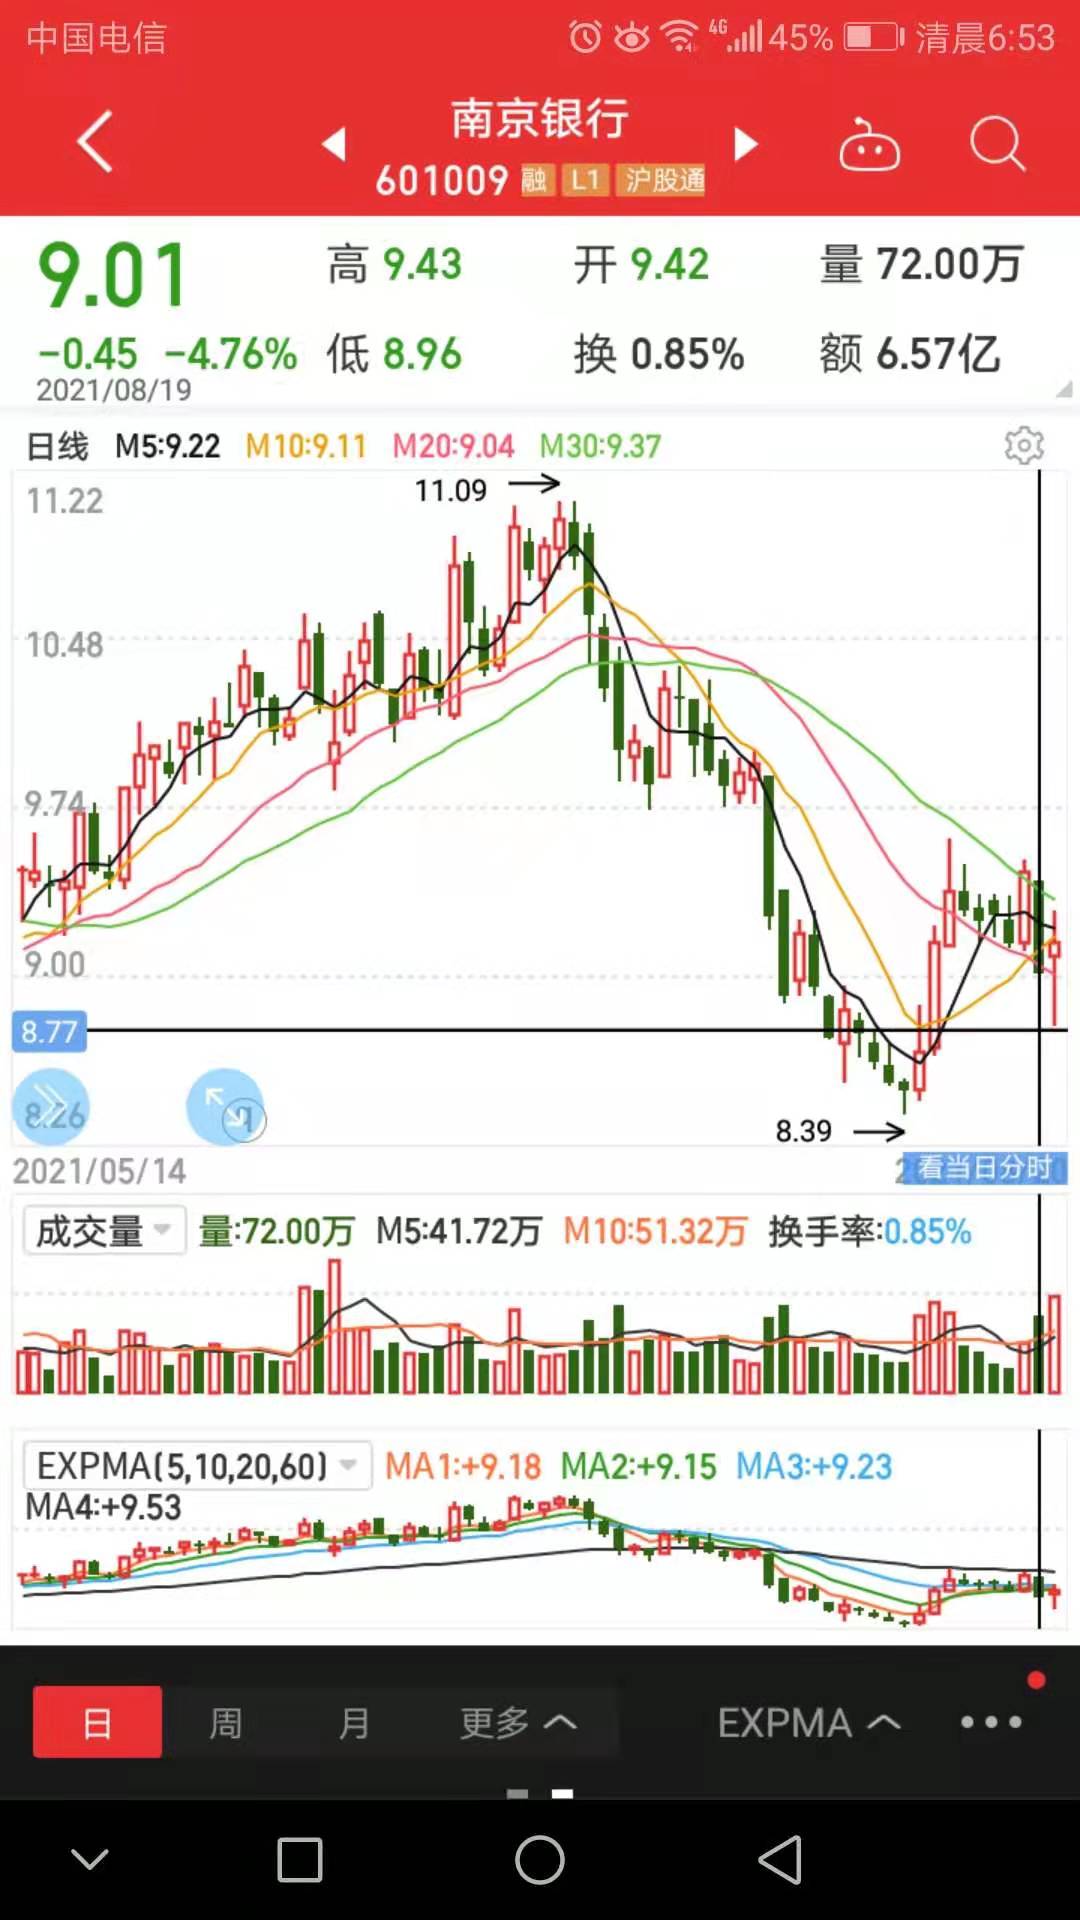 中国电信 4G 45% 清晨6:53
南京银行
601009 融 L1 沪股通
9.01 高 9.43 开 9.42 量 72.00万
-0.45 -4.76% 低 8.96 换 0.85% 额 6.57亿
2021/08/19
日线 M5:9.22 M10:9.11 M20:9.04 M30:9.37
11.22
11.09
10.48
9.74
9.00
8.77
8.26
q
8.39
2021/05/14
看当日分时
成交量 量:72.00万 M5:41.72万 M10:51.32万 换手率:0.85%
EXPMA(5,10,20,60) MA1:+9.18 MA2:+9.15 MA3:+9.23
MA4:+9.53
日 周 月 更多 EXPMA